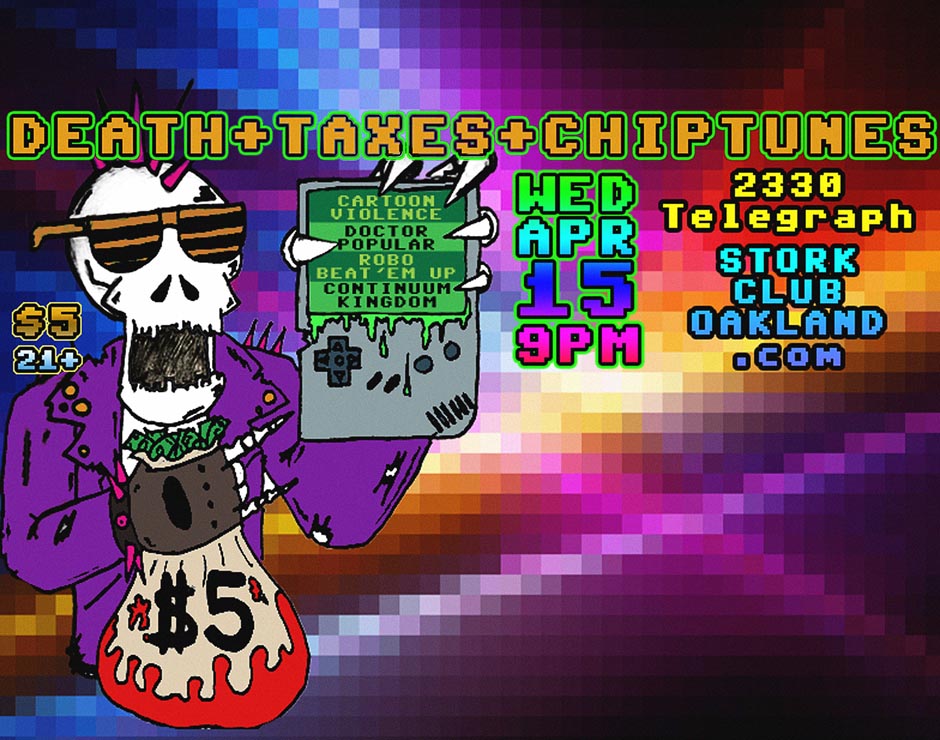 DEATH+TAXES+CHIPTUNES
CARTOON
VIOLENCE
DOCTOR
POPULAR
ROBO
BEAT'EM UP
CONTINUUM
KINGDOM
WED
APR
15
9PM
2330
Telegraph
STORK
CLUB
OAKLAND
.COM
$5
21+
$5